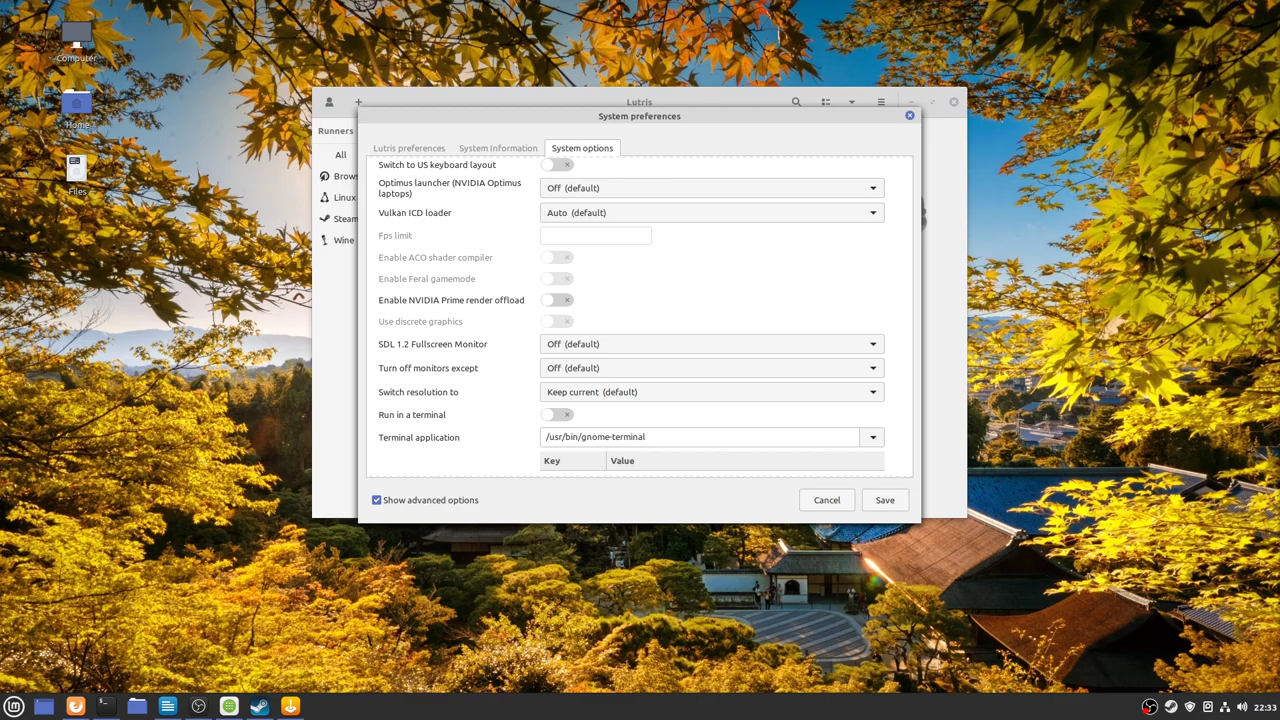 Computer
Home
Files
Lutris
System preferences
Runners
All
Brows
Linux
Steam
Wine
Lutris preferences
System Information
System options
Switch to US keyboard layout
Optimus launcher (NVIDIA Optimus
laptops)
Off (default)
Vulkan ICD loader
Auto (default)
Fps limit
Enable ACO shader compiler
Enable Feral gamemode
Enable NVIDIA Prime render offload
Use discrete graphics
SDL 1.2 Fullscreen Monitor
Off (default)
Turn off monitors except
Off (default)
Switch resolution to
Keep current (default)
Run in a terminal
Terminal application
/usr/bin/gnome-terminal
Key
Value
Show advanced options
Cancel
Save
22:33